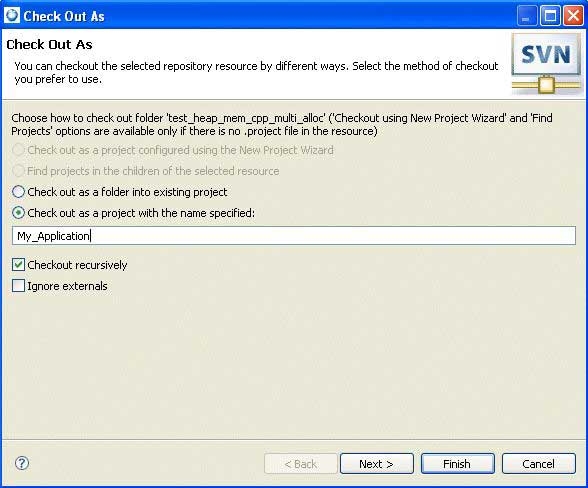 Check Out As
Check Out As
You can checkout the selected repository resource by different ways. Select the method of checkout
you prefer to use.
SVN
Choose how to check out folder 'test_heap_mem_cpp_multi_alloc' ('Checkout using New Project Wizard' and 'Find
Projects' options are available only if there is no .project file in the resource)
Check out as a project configured using the New Project Wizard
Find projects in the children of the selected resource
Check out as a folder into existing project
Check out as a project with the name specified:
My_Application
Checkout recursively
Ignore externals
?
< Back
Next >
Finish
Cancel